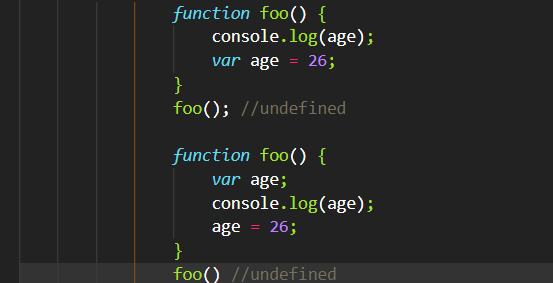 function foo() {
    console.log(age);
    var age = 26;
}
foo(); //undefined
function foo() {
    var age;
    console.log(age);
    age = 26;
}
foo() //undefined